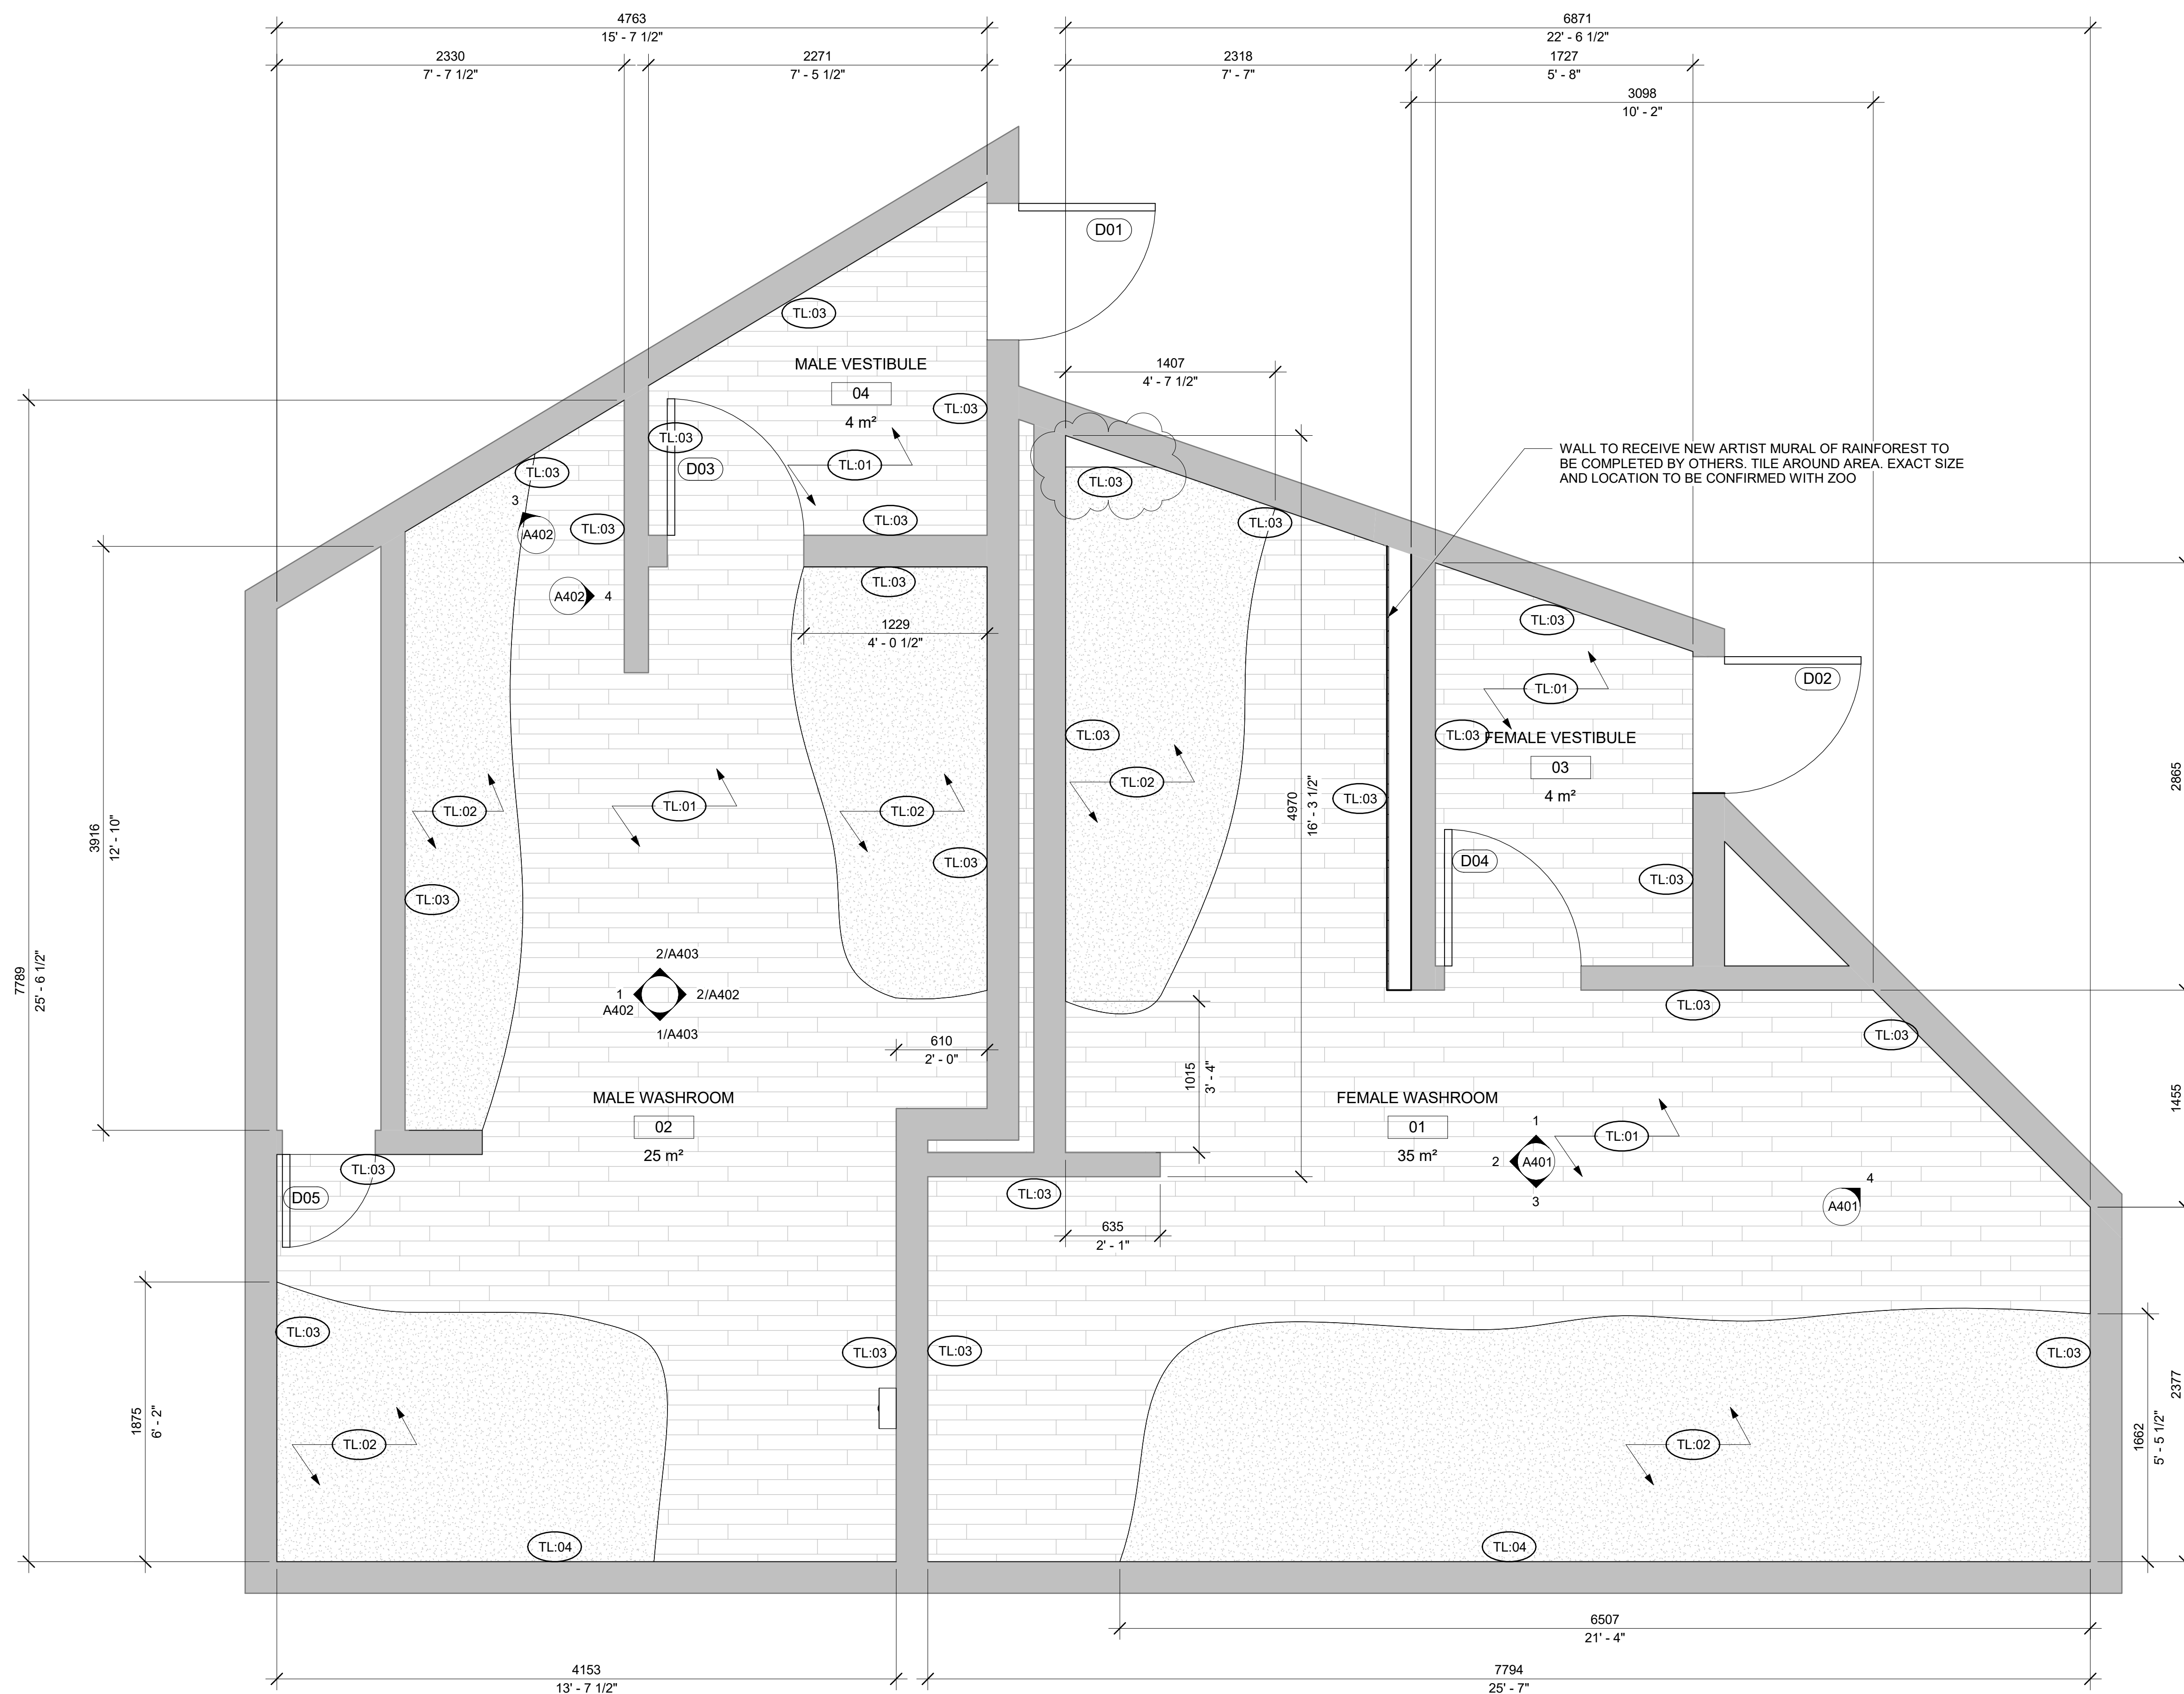 4763
15' - 7 1/2"
6871
22' - 6 1/2"
2330
7' - 7 1/2"
2271
7' - 5 1/2"
2318
7' - 7"
1727
5' - 8"
3098
10' - 2"
D01
TL:03
MALE VESTIBULE
04
4 m²
TL:03
TL:03
D03
TL:01
TL:03
1407
4' - 7 1/2"
TL:03
TL:03
WALL TO RECEIVE NEW ARTIST MURAL OF RAINFOREST TO
BE COMPLETED BY OTHERS. TILE AROUND AREA. EXACT SIZE
AND LOCATION TO BE CONFIRMED WITH ZOO
TL:03
3
A402
TL:03
A402
4
TL:03
1229
4' - 0 1/2"
TL:03
TL:01
D02
TL:03
TL:03
FEMALE VESTIBULE
03
4 m²
2865
TL:02
TL:02
TL:01
TL:02
TL:03
4970
16' - 3 1/2"
3916
12' - 10"
TL:03
D04
TL:03
TL:03
7789
25' - 6 1/2"
2/A403
1
A402
2/A402
1/A403
TL:03
TL:03
610
2' - 0"
1015
3' - 4"
1455
MALE WASHROOM
02
25 m²
FEMALE WASHROOM
01
35 m²
1
2
A401
3
TL:01
4
A401
TL:03
D05
TL:03
635
2' - 1"
TL:03
TL:03
TL:03
TL:03
1875
6' - 2"
TL:02
TL:02
2377
1662
5' - 5 1/2"
TL:04
TL:04
6507
21' - 4"
4153
13' - 7 1/2"
7794
25' - 7"